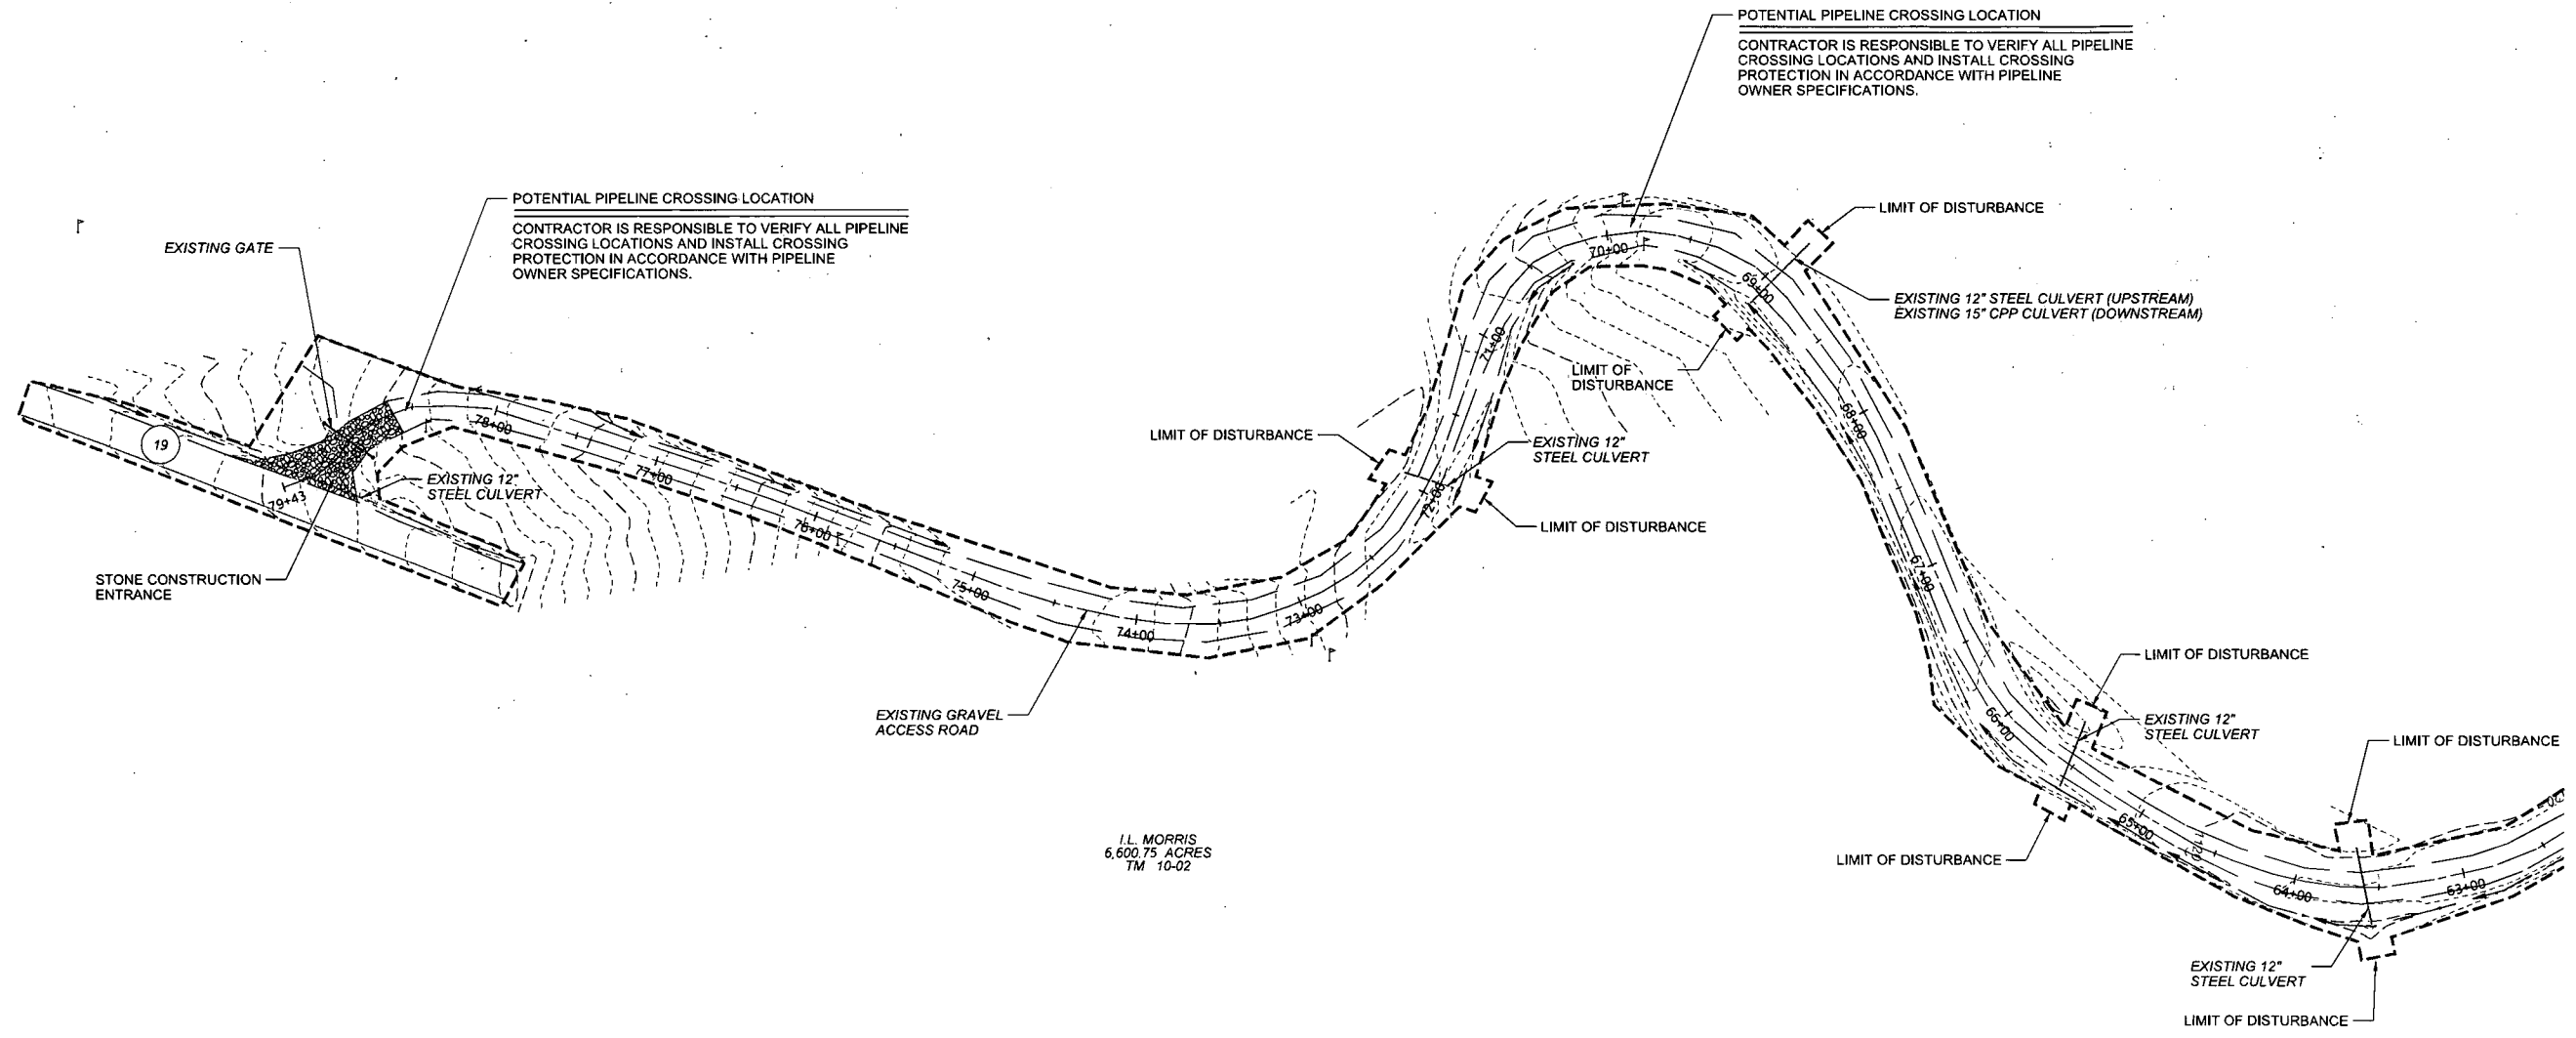 POTENTIAL PIPELINE CROSSING LOCATION
CONTRACTOR IS RESPONSIBLE TO VERIFY ALL PIPELINE
CROSSING LOCATIONS AND INSTALL CROSSING
PROTECTION IN ACCORDANCE WITH PIPELINE
OWNER SPECIFICATIONS.
POTENTIAL PIPELINE CROSSING LOCATION
CONTRACTOR IS RESPONSIBLE TO VERIFY ALL PIPELINE
CROSSING LOCATIONS AND INSTALL CROSSING
PROTECTION IN ACCORDANCE WITH PIPELINE
OWNER SPECIFICATIONS.
EXISTING GATE
19
79+43
EXISTING 12"
STEEL CULVERT
STONE CONSTRUCTION
ENTRANCE
78+00
77+00
76+00
75+00
74+00
73+00
72+00
71+00
70+00
69+00
68+00
67+00
66+00
65+00
64+00
63+00
EXISTING GRAVEL
ACCESS ROAD
LIMIT OF DISTURBANCE
EXISTING 12"
STEEL CULVERT
LIMIT OF DISTURBANCE
LIMIT OF
DISTURBANCE
LIMIT OF DISTURBANCE
EXISTING 12" STEEL CULVERT (UPSTREAM)
EXISTING 15" CPP CULVERT (DOWNSTREAM)
LIMIT OF DISTURBANCE
EXISTING 12"
STEEL CULVERT
LIMIT OF DISTURBANCE
LIMIT OF DISTURBANCE
1120
EXISTING 12"
STEEL CULVERT
LIMIT OF DISTURBANCE
I.L. MORRIS
6,600.75 ACRES
TM 10-02